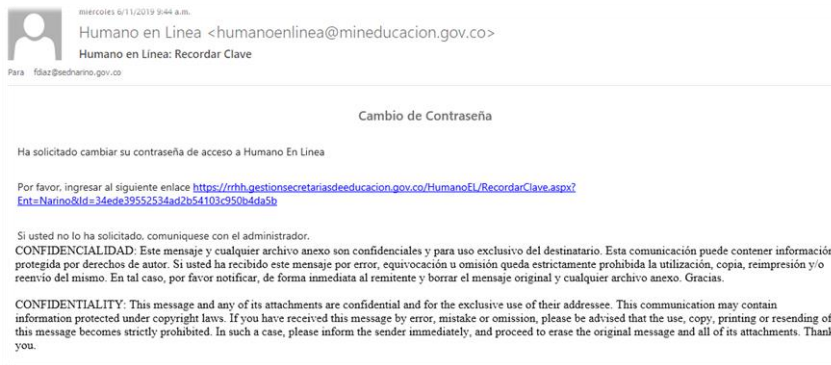 miércoles 6/11/2019 9:44 a.m.
Humano en Linea <humanoenlinea@mineducacion.gov.co>
Humano en Línea: Recordar Clave
Para fdiaz@sednarino.gov.co
Cambio de Contraseña
Ha solicitado cambiar su contraseña de acceso a Humano En Linea
Por favor, ingresar al siguiente enlace https://rrhh.gestionsecretariasdeeducacion.gov.co/HumanoEL/RecordarClave.aspx?
Ent=Narino&Id=34ede39552534ad2b54103c950b4da5b
Si usted no lo ha solicitado, comuniquese con el administrador.
CONFIDENCIALIDAD: Este mensaje y cualquier archivo anexo son confidenciales y para uso exclusivo del destinatario. Esta comunicación puede contener información
protegida por derechos de autor. Si usted ha recibido este mensaje por error, equivocación u omisión queda estrictamente prohibida la utilización, copia, reimpresión y/o
reenvío del mismo. En tal caso, por favor notificar, de forma inmediata al remitente y borrar el mensaje original y cualquier archivo anexo. Gracias.
CONFIDENTIALITY: This message and any of its attachments are confidential and for the exclusive use of their addressee. This communication may contain
information protected under copyright laws. If you have received this message by error, mistake or omission, please be advised that the use, copy, printing or resending of
this message becomes strictly prohibited. In such a case, please inform the sender immediately, and proceed to erase the original message and all of its attachments. Thank
you.